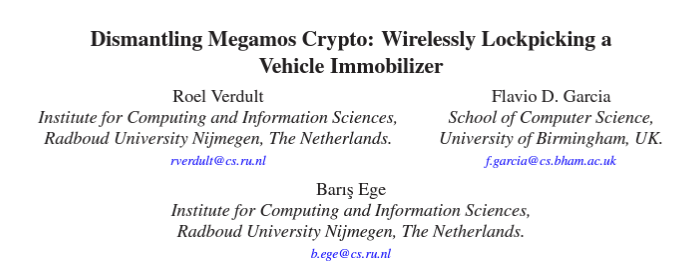 Dismantling Megamos Crypto: Wirelessly Lockpicking a
Vehicle Immobilizer
Roel Verdult
Institute for Computing and Information Sciences,
Radboud University Nijmegen, The Netherlands.
rverdult@cs.ru.nl
Flavio D. Garcia
School of Computer Science,
University of Birmingham, UK.
f.garcia@cs.bham.ac.uk
Barış Ege
Institute for Computing and Information Sciences,
Radboud University Nijmegen, The Netherlands.
b.ege@cs.ru.nl